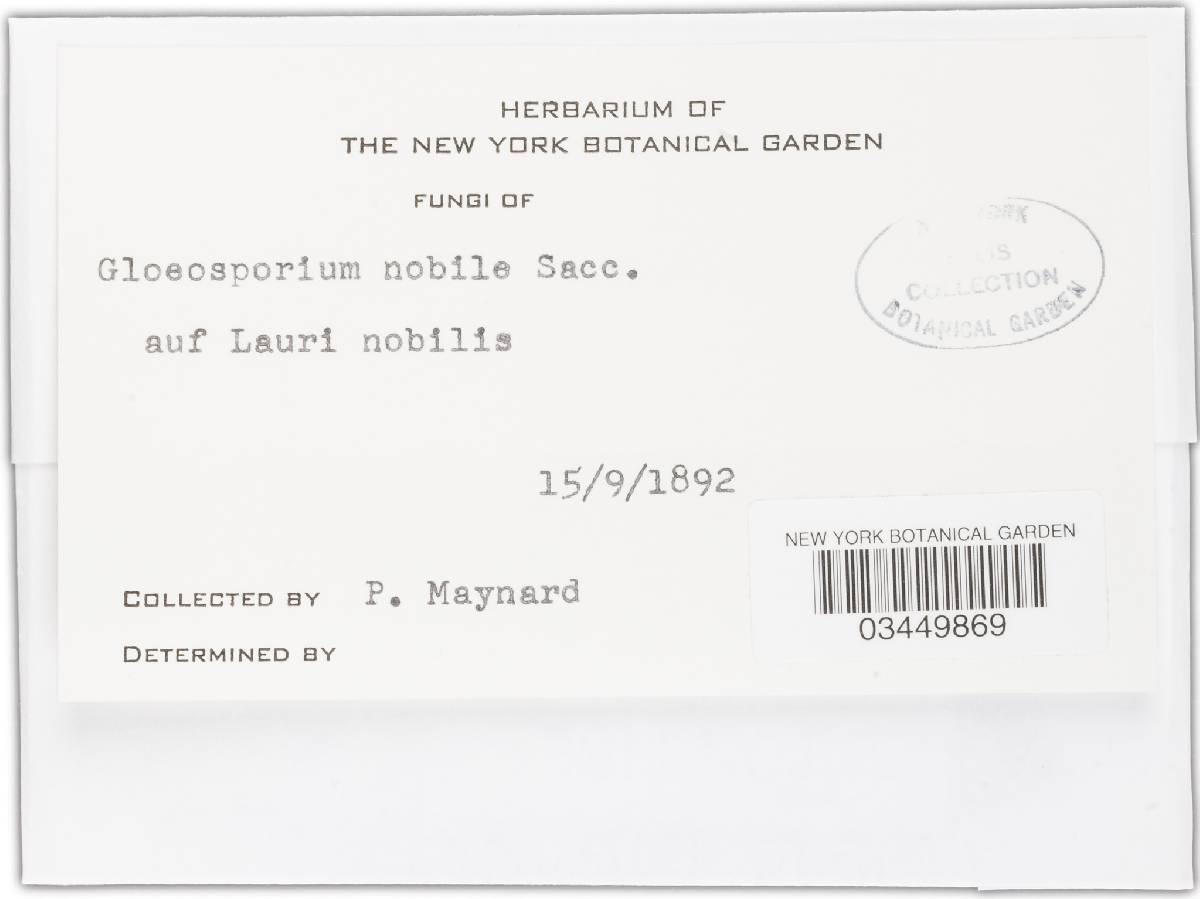 HERBARIUM OF
THE NEW YORK BOTANICAL GARDEN
FUNGI OF
Gloeosporium nobile Sacc.
auf Lauri nobilis
COLLECTION
BOTANICAL GARDEN
15/9/1892
NEW YORK BOTANICAL GARDEN
03449869
COLLECTED BY P. Maynard
DETERMINED BY